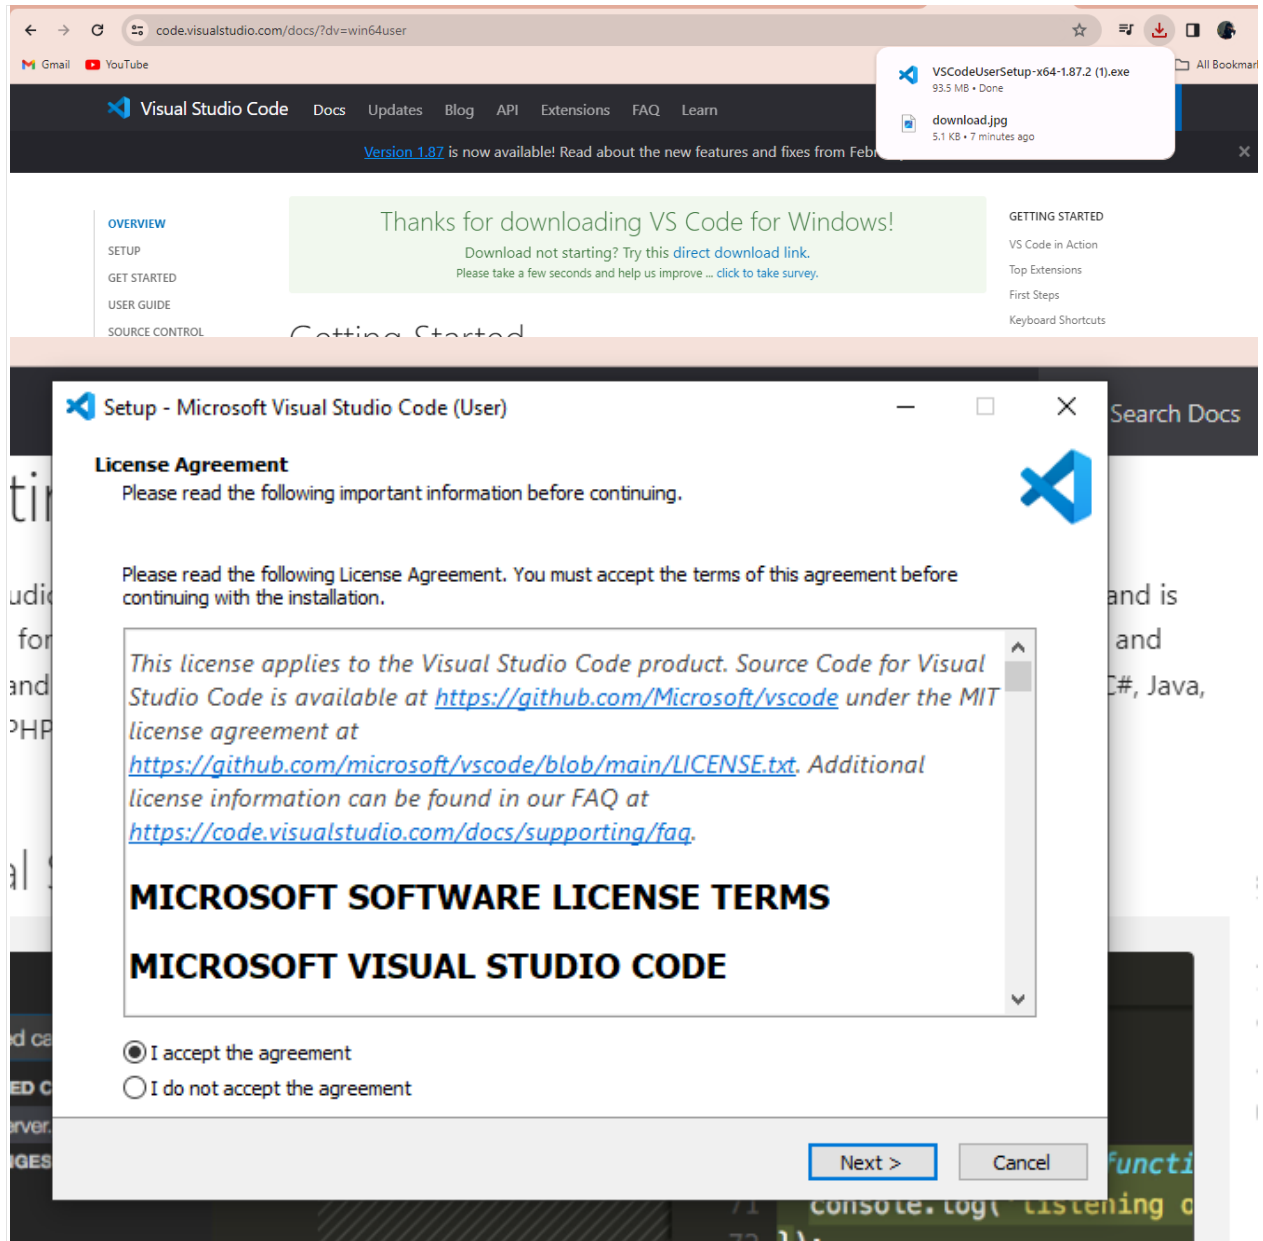 code.visualstudio.com/docs/?dv=win64user
Gmail YouTube All Bookmar
VSCodeUserSetup-x64-1.87.2 (1).exe
93.5 MB • Done
download.jpg
5.1 KB • 7 minutes ago
Visual Studio Code Docs Updates Blog API Extensions FAQ Learn
Version 1.87 is now available! Read about the new features and fixes from Feb
OVERVIEW
SETUP
GET STARTED
USER GUIDE
SOURCE CONTROL
Thanks for downloading VS Code for Windows!
Download not starting? Try this direct download link.
Please take a few seconds and help us improve ... click to take survey.
Getting Started
GETTING STARTED
VS Code in Action
Top Extensions
First Steps
Keyboard Shortcuts
Setup - Microsoft Visual Studio Code (User)
Search Docs
License Agreement
Please read the following important information before continuing.
Please read the following License Agreement. You must accept the terms of this agreement before
continuing with the installation.
and is
for
and
and
C#, Java,
PHP
This license applies to the Visual Studio Code product. Source Code for Visual
Studio Code is available at https://github.com/Microsoft/vscode under the MIT
license agreement at
https://github.com/microsoft/vscode/blob/main/LICENSE.txt. Additional
license information can be found in our FAQ at
https://code.visualstudio.com/docs/supporting/faq.
MICROSOFT SOFTWARE LICENSE TERMS
MICROSOFT VISUAL STUDIO CODE
I accept the agreement
I do not accept the agreement
Next > Cancel
functi
71 console.log('listening o
72 });